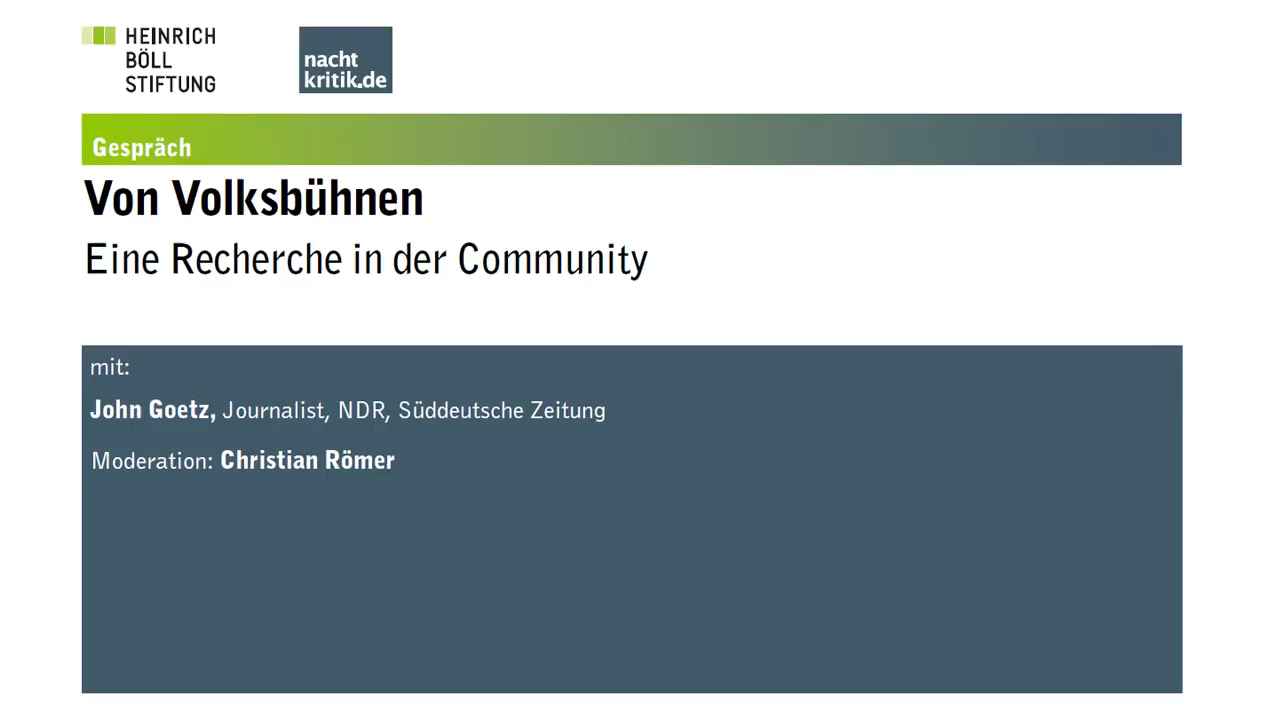 HEINRICH
BÖLL
STIFTUNG
nacht
kritik.de
Gespräch
Von Volksbühnen
Eine Recherche in der Community
mit:
John Goetz, Journalist, NDR, Süddeutsche Zeitung
Moderation: Christian Römer